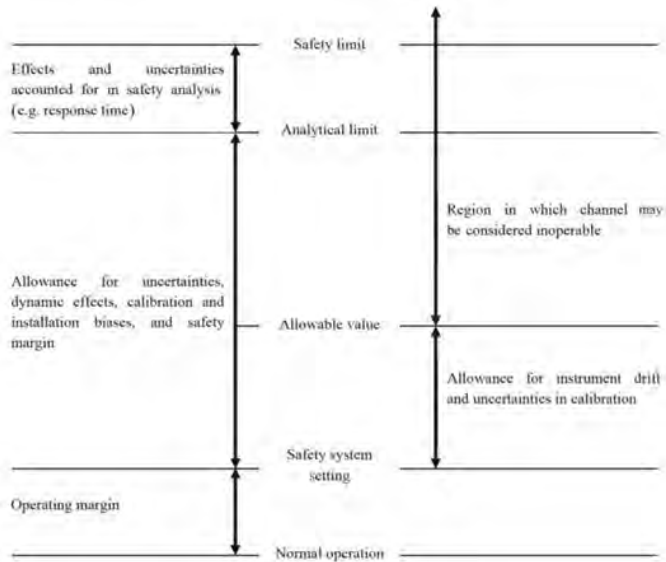 Safety limit
Effects and uncertainties
accounted for in safety analysis
(e.g. response time)
Analytical limit
Region in which channel may
be considered inoperable
Allowance for uncertainties,
dynamic effects, calibration and
installation biases, and safety
margin
Allowable value
Allowance for instrument drift
and uncertainties in calibration
Safety system
setting
Operating margin
Normal operation